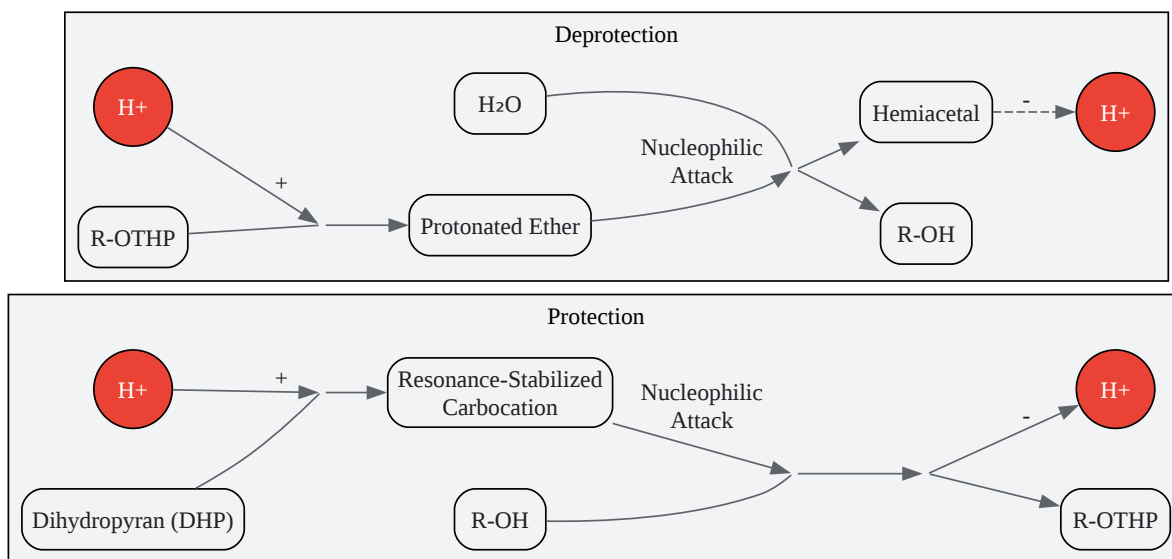 Deprotection
H+
H₂O
Hemiacetal
-
H+
+
Nucleophilic
Attack
R-OTHP
Protonated Ether
R-OH
Protection
H+
+
Resonance-Stabilized
Carbocation
Nucleophilic
Attack
H+
-
Dihydropyran (DHP)
R-OH
R-OTHP